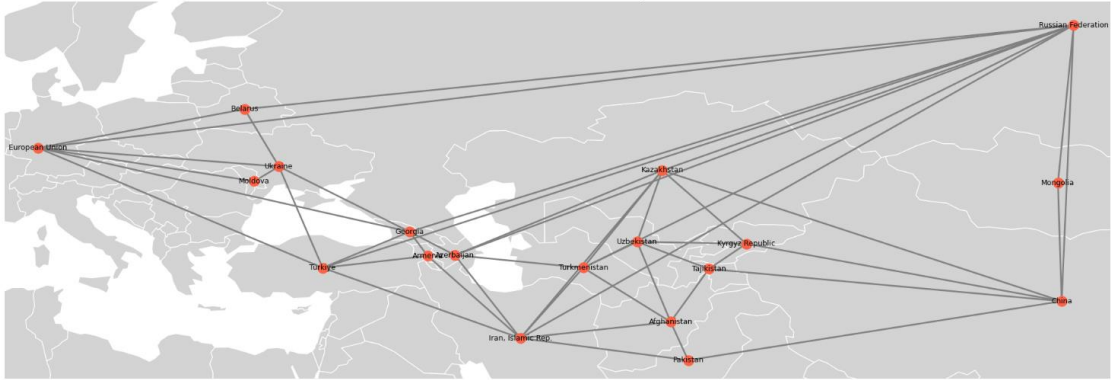 Russian Federation
Belarus
European Union
Ukraine
Kazakhstan
Moldova
Mongolia
Georgia
Uzbekistan
Kyrgyz Republic
Armenia
Azerbaijan
Türkiye
Turkmenistan
Tajikistan
China
Afghanistan
Iran, Islamic Rep.
Pakistan